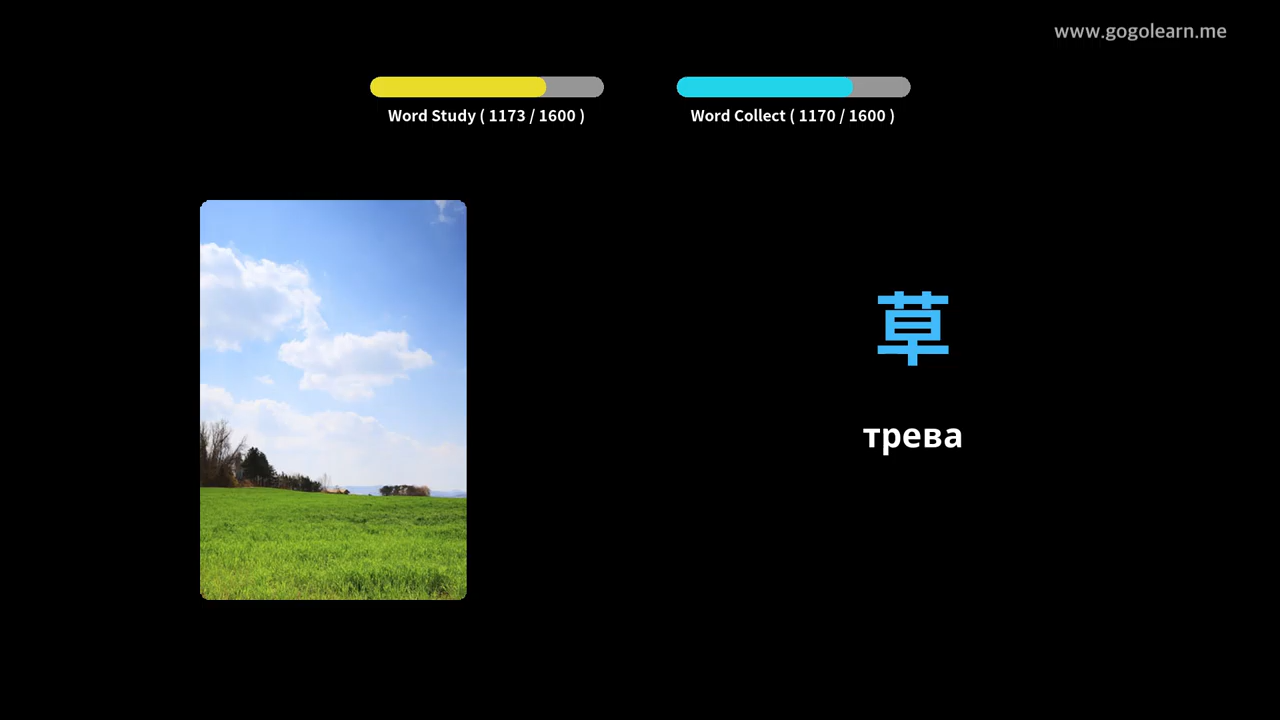 www.gogolearn.me
Word Study ( 1173 / 1600 )
Word Collect ( 1170 / 1600 )
草
трева